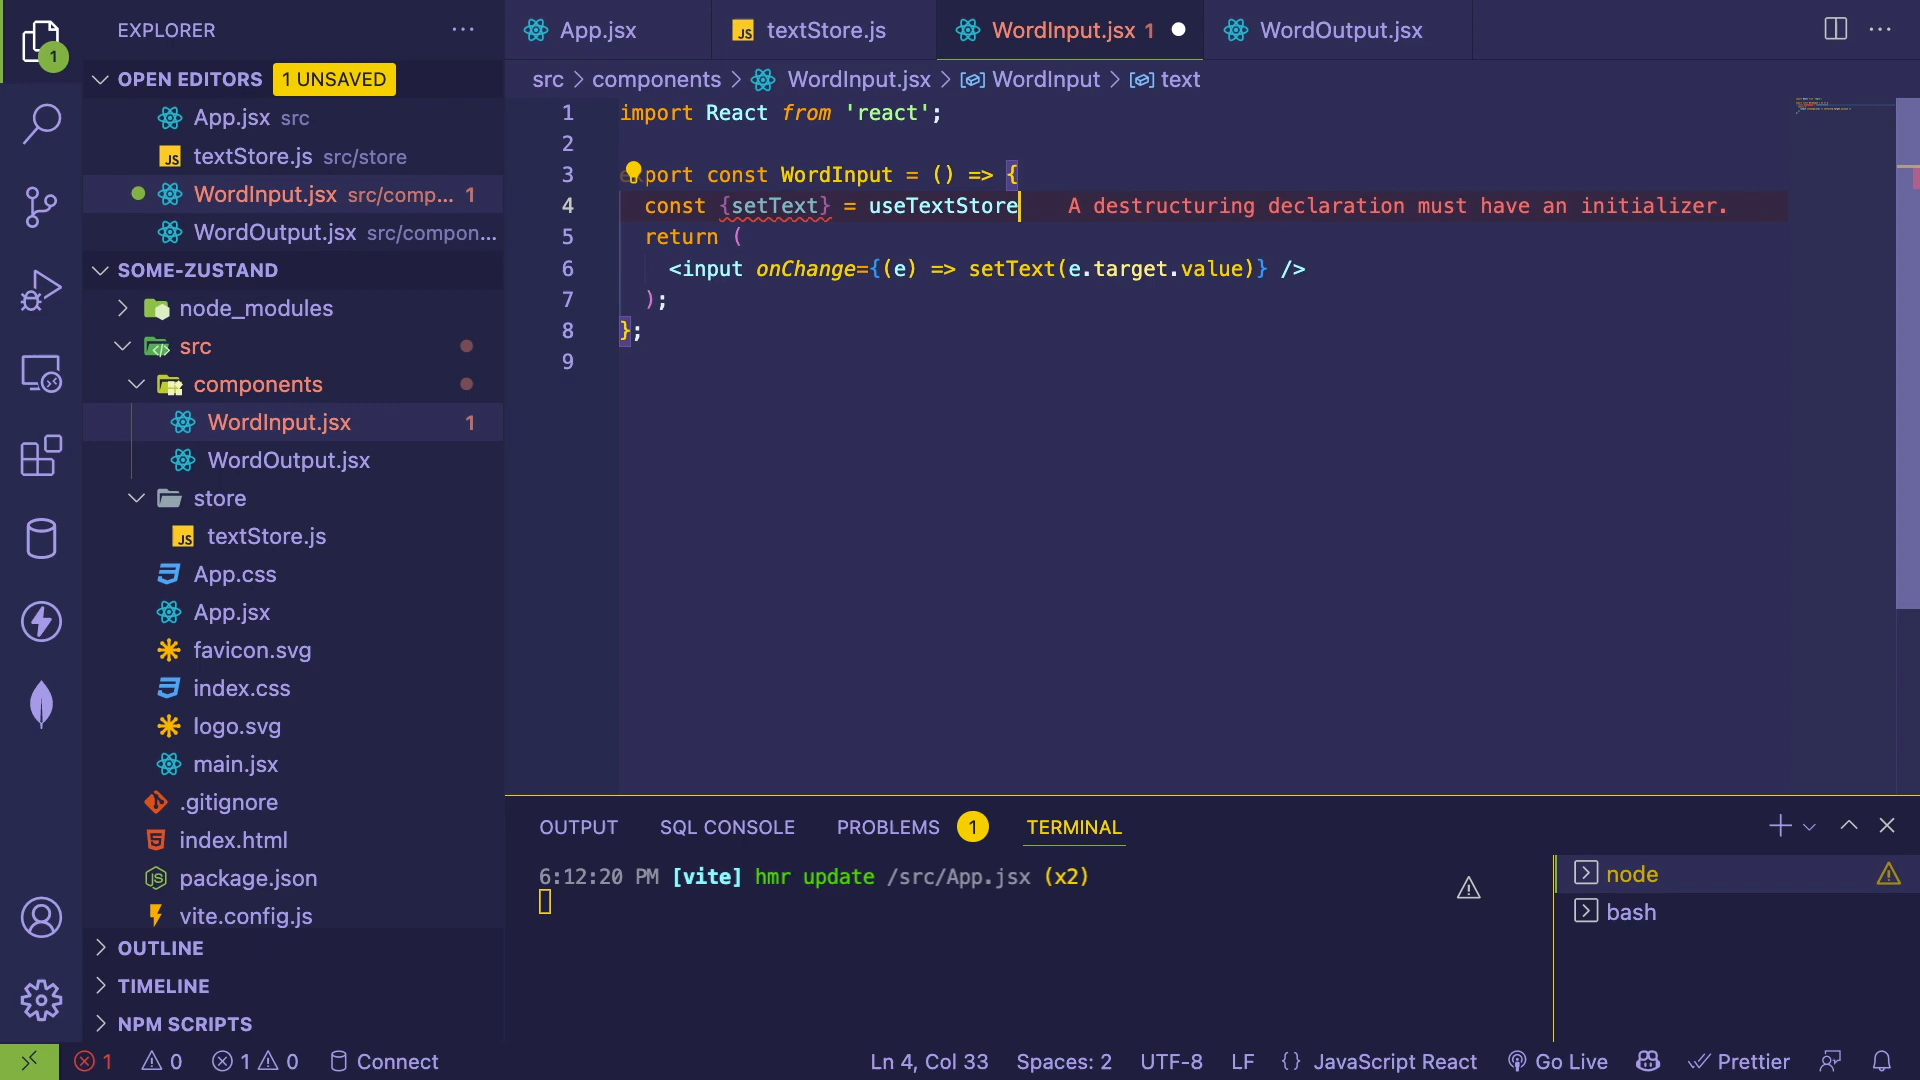 EXPLORER
App.jsx
JS textStore.js
WordInput.jsx 1
WordOutput.jsx
1
OPEN EDITORS 1 UNSAVED
src > components > WordInput.jsx > WordInput > text
App.jsx src
JS textStore.js src/store
WordInput.jsx src/comp... 1
WordOutput.jsx src/compon...
SOME-ZUSTAND
node_modules
src
components
WordInput.jsx 1
WordOutput.jsx
store
JS textStore.js
App.css
App.jsx
favicon.svg
index.css
logo.svg
main.jsx
.gitignore
index.html
package.json
vite.config.js
OUTLINE
TIMELINE
NPM SCRIPTS
1 import React from 'react';
2
3 export const WordInput = () => {
4 const {setText} = useTextStore A destructuring declaration must have an initializer.
5 return (
6 <input onChange={(e) => setText(e.target.value)} />
7 );
8 };
9
OUTPUT SQL CONSOLE PROBLEMS 1 TERMINAL
6:12:20 PM [vite] hmr update /src/App.jsx (x2)
node
bash
1 0 1 0 Connect Ln 4, Col 33 Spaces: 2 UTF-8 LF {} JavaScript React Go Live Prettier